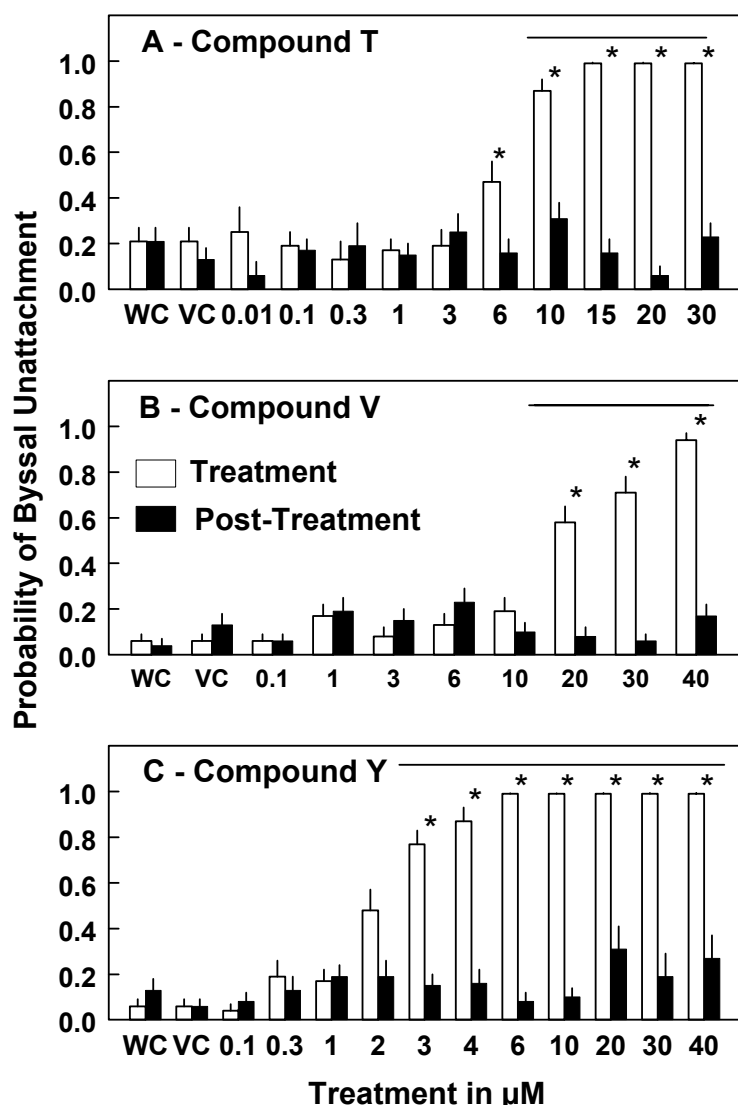 Probability of Byssal Unattachment
A - Compound T
* * * * *
1.0
0.8
0.6
0.4
0.2
0.0
WC VC 0.01 0.1 0.3 1 3 6 10 15 20 30
B - Compound V
* * *
1.0
0.8
0.6
0.4
0.2
0.0
Treatment
Post-Treatment
WC VC 0.1 1 3 6 10 20 30 40
C - Compound Y
* * * * * * *
1.0
0.8
0.6
0.4
0.2
0.0
WC VC 0.1 0.3 1 2 3 4 6 10 20 30 40
Treatment in µM